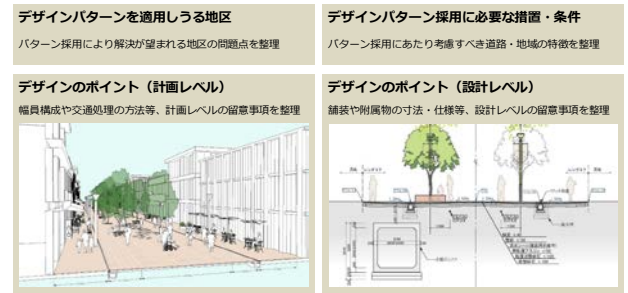 デザインパターンを適用しうる地区
パターン採用により解決が望まれる地区の問題点を整理
デザインパターン採用に必要な措置・条件
パターン採用にあたり考慮すべき道路・地域の特徴を整理
デザインのポイント（計画レベル）
幅員構成や交通処理の方法等、計画レベルの留意事項を整理
デザインのポイント（設計レベル）
舗装や附属物の寸法・仕様等、設計レベルの留意事項を整理